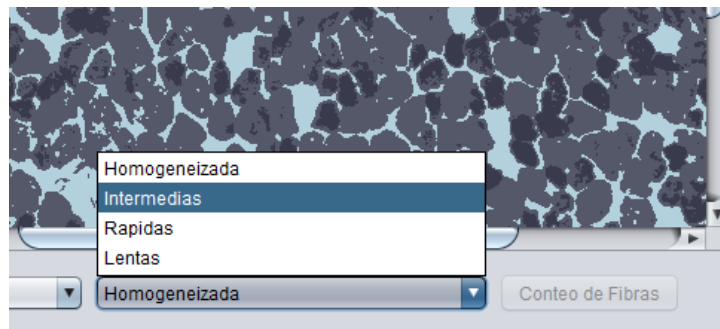 Homogeneizada
Intermedias
Rapidas
Lentas
Homogeneizada
Conteo de Fibras